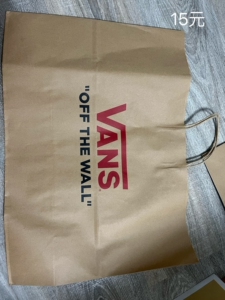 15元
VANS
"OFF THE WALL"